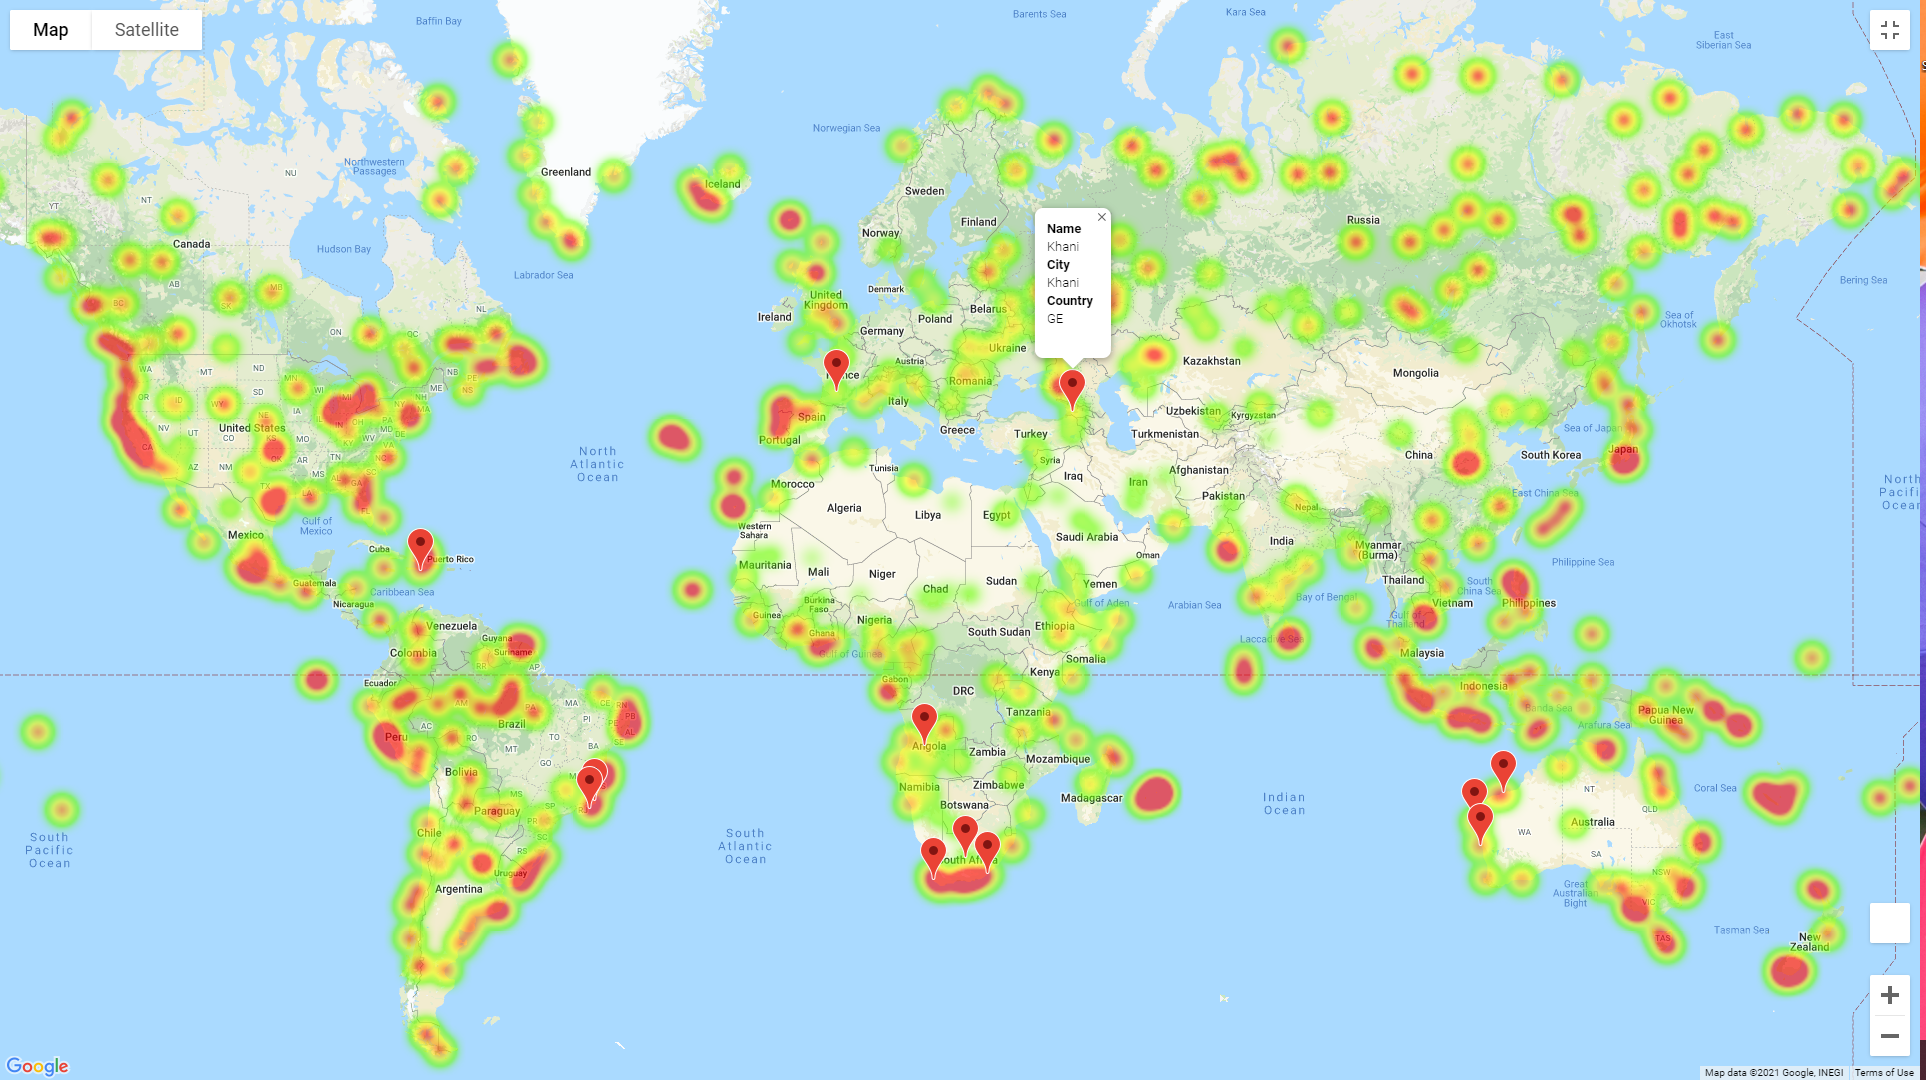 Map
Satellite
Baffin Bay
Barents Sea
Kara Sea
East
Siberian Sea
Norwegian Sea
Northwestern
Passages
NU
Greenland
Iceland
NT
YT
Sweden
Finland
Norway
Russia
Canada
Hudson Bay
Labrador Sea
Bering Sea
Name
Khani
City
Khani
Country
GE
AB
MB
SK
BC
ON
QC
NL
PE
NS
United
Kingdom
Ireland
Denmark
Belarus
Poland
Germany
Ukraine
Austria
Romania
Italy
Spain
Portugal
Greece
Turkey
Kazakhstan
Mongolia
Sea of
Okhotsk
WA
MT
ND
MN
OR
ID
WY
NE
IA
MI
ME
NY
MA
PA
MD
DE
NV
UT
CO
KS
MO
IN
KY
WV
VA
United States
CA
AZ
NM
OK
AR
TN
NC
SC
MS
AL
GA
TX
LA
FL
North
Atlantic
Ocean
Uzbekistan
Kyrgyzstan
Turkmenistan
Syria
Iraq
Iran
Afghanistan
Pakistan
China
South Korea
Sea of Japan
Japan
East China Sea
Nepal
India
Tunisia
Morocco
Algeria
Libya
Egypt
Western
Sahara
Saudi Arabia
Oman
Mexico
Gulf of
Mexico
Cuba
Puerto Rico
Guatemala
Caribbean Sea
Nicaragua
Mauritania
Mali
Niger
Chad
Sudan
Yemen
Gulf of Aden
Arabian Sea
Bay of Bengal
Myanmar
(Burma)
Thailand
Vietnam
Gulf of
Thailand
South
China Sea
Philippines
Philippine Sea
Burkina
Faso
Guinea
Ghana
Nigeria
Gulf of Guinea
South Sudan
Ethiopia
Somalia
Laccadive Sea
Malaysia
Venezuela
Guyana
Suriname
Colombia
RR
AP
Ecuador
Gabon
DRC
Kenya
Indonesia
Banda Sea
Arafura Sea
Papua New
Guinea
AM
PA
MA
CE
RN
PB
PE
AL
SE
PI
TO
BA
AC
RO
MT
GO
Brazil
Peru
Bolivia
Tanzania
Angola
Zambia
Mozambique
Namibia
Zimbabwe
Botswana
Madagascar
Indian
Ocean
Paraguay
SP
PR
SC
RS
Chile
Uruguay
Argentina
South
Atlantic
Ocean
South
Pacific
Ocean
NT
QLD
Coral Sea
WA
Australia
SA
NSW
VIC
TAS
Great
Australian
Bight
Tasman Sea
New
Zealand
Google
Map data ©2021 Google, INEGI
Terms of Use